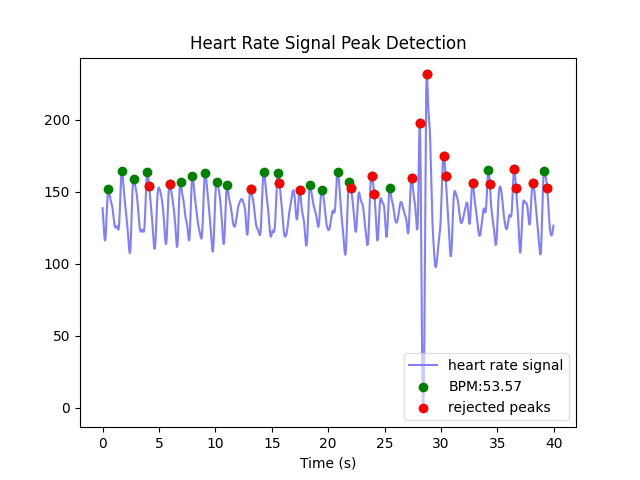 Heart Rate Signal Peak Detection
200
150
100
50
0
heart rate signal
BPM:53.57
rejected peaks
0 5 10 15 20 25 30 35 40
Time (s)